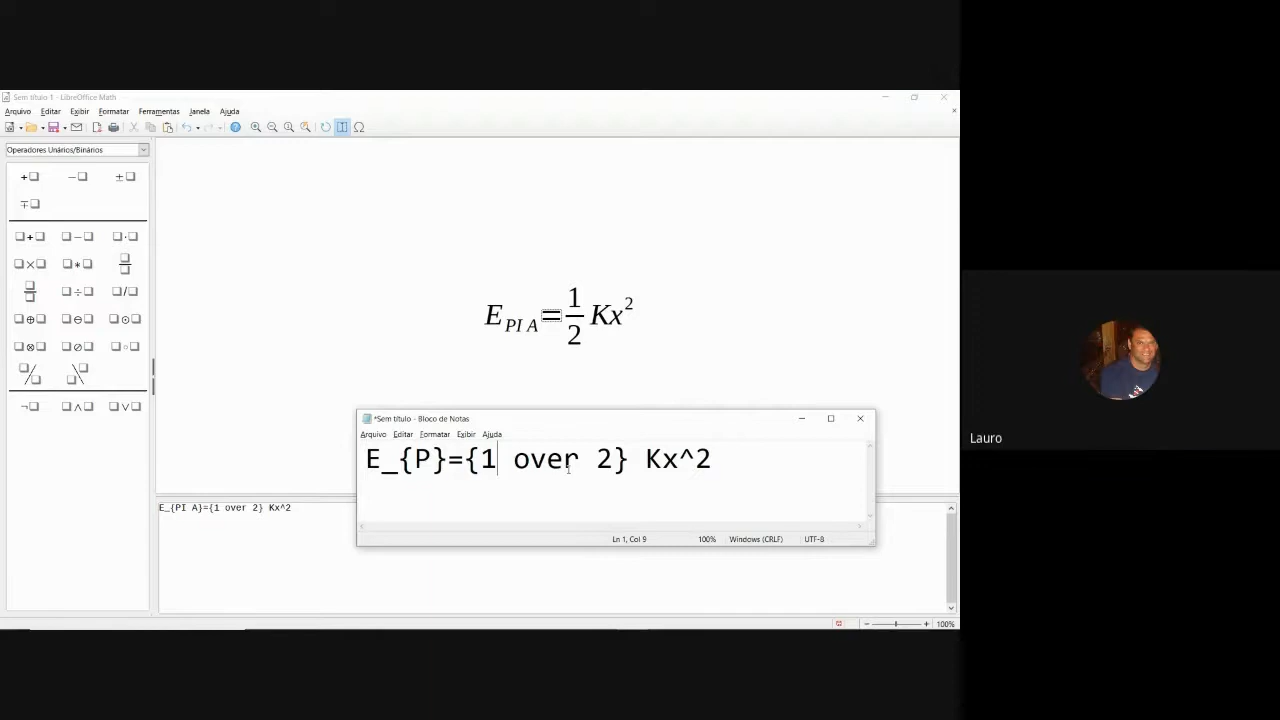 Sem título 1 - LibreOffice Math
Arquivo Editar Exibir Formatar Ferramentas Janela Ajuda
Operadores Unários/Binários
+□ −□ ±□
∓□
□+□ □−□ □·□
□×□ □∗□ □/□
□/□ □÷□ □/□
□⊕□ □⊖□ □⊙□
□⊗□ □⊘□ □∘□
□/□ □\□
¬□ □∧□ □∨□
E_{PI A}=½ Kx²
*Sem título - Bloco de Notas
Arquivo Editar Formatar Exibir Ajuda
E_{P}={1 over 2} Kx^2
Ln 1, Col 9 100% Windows (CRLF) UTF-8
E_{PI A}={1 over 2} Kx^2
100%
Lauro